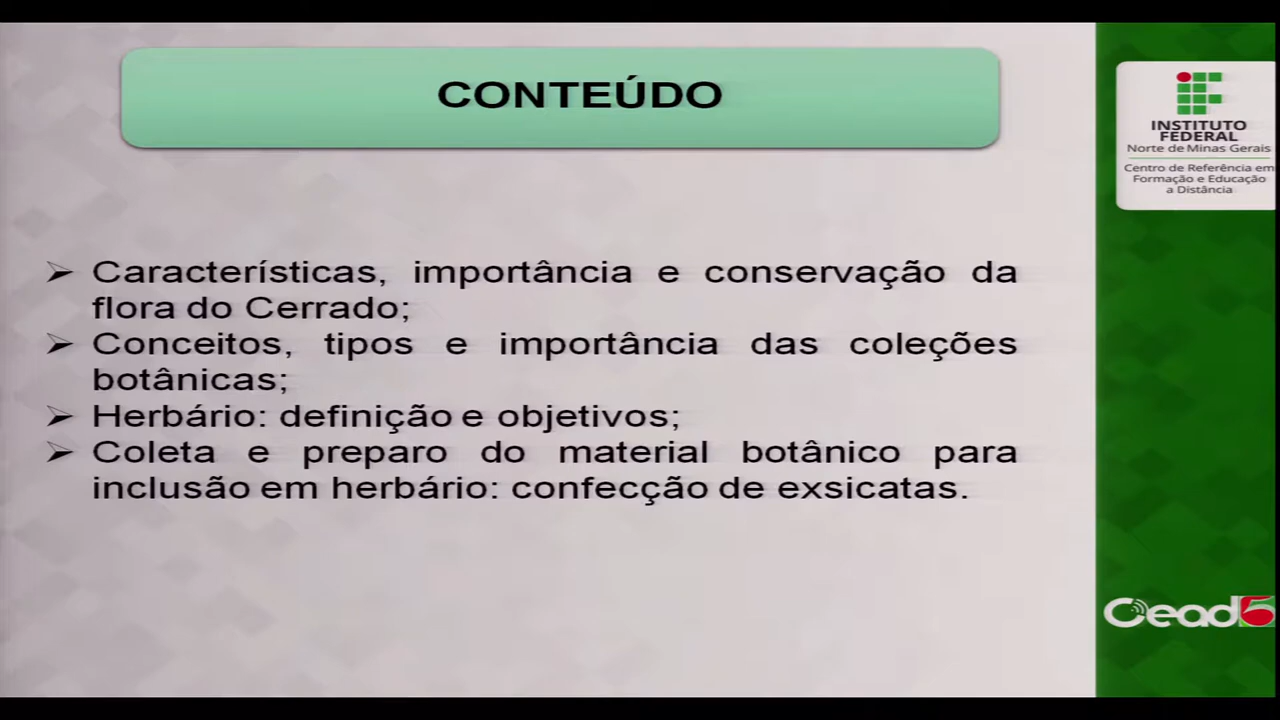 CONTEÚDO
INSTITUTO
FEDERAL
Norte de Minas Gerais
Centro de Referência em
Formação e Educação
a Distância
➢ Características, importância e conservação da
flora do Cerrado;
➢ Conceitos, tipos e importância das coleções
botânicas;
➢ Herbário: definição e objetivos;
➢ Coleta e preparo do material botânico para
inclusão em herbário: confecção de exsicatas.
Cead5